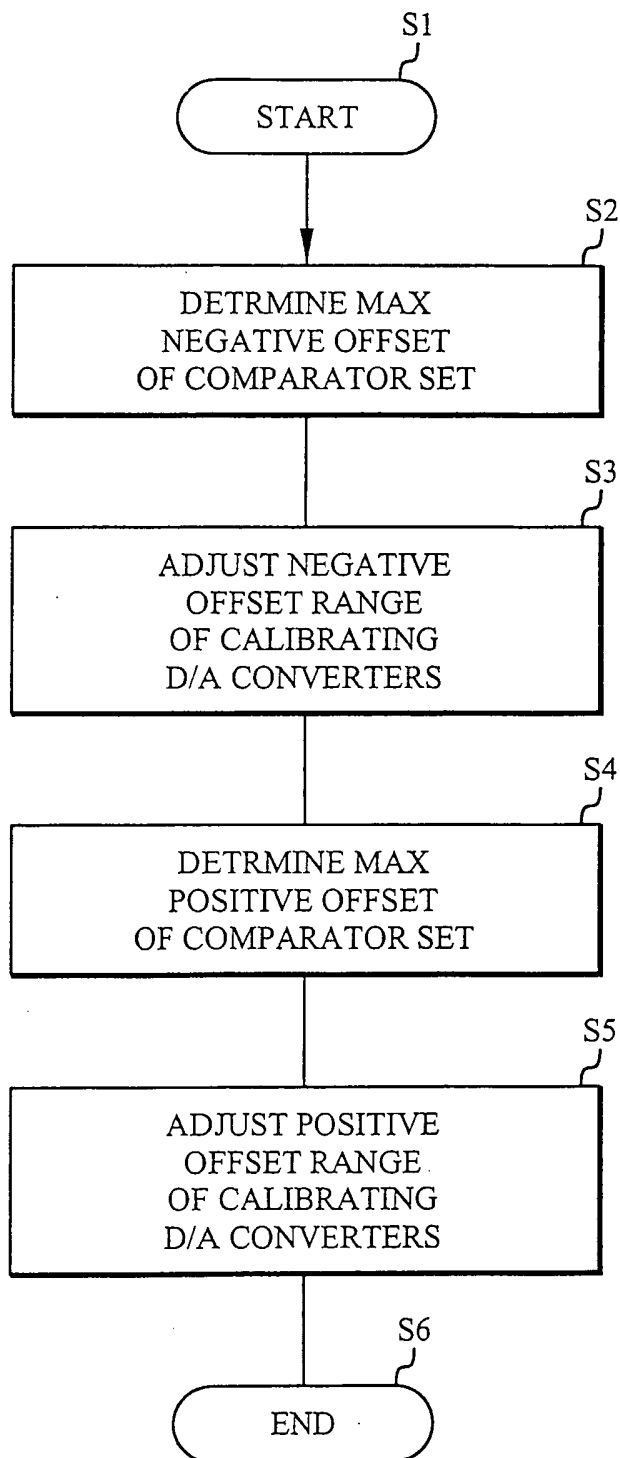 S1
START
S2
DETRMINE MAX
NEGATIVE OFFSET
OF COMPARATOR SET
S3
ADJUST NEGATIVE
OFFSET RANGE
OF CALIBRATING
D/A CONVERTERS
S4
DETRMINE MAX
POSITIVE OFFSET
OF COMPARATOR SET
S5
ADJUST POSITIVE
OFFSET RANGE
OF CALIBRATING
D/A CONVERTERS
S6
END